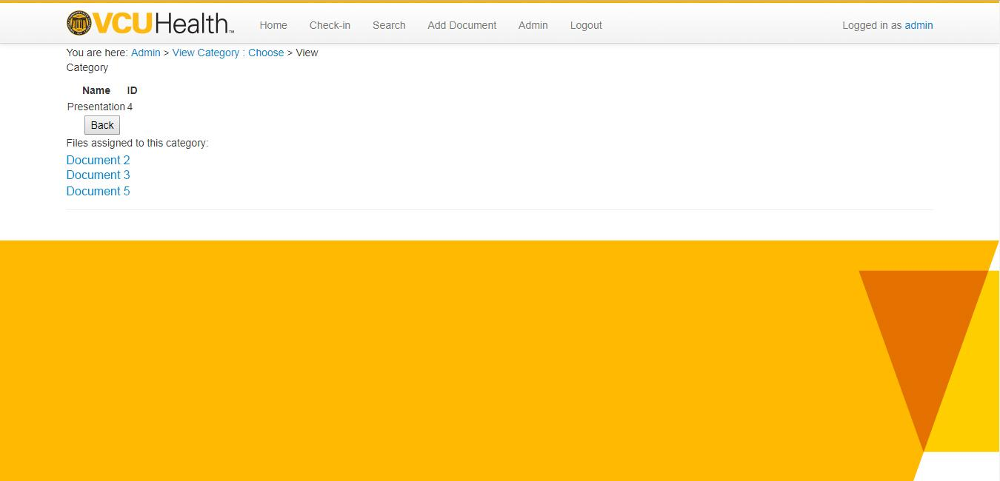 VCUHealth™ Home Check-in Search Add Document Admin Logout Logged in as admin
You are here: Admin > View Category : Choose > View
Category
Name ID
Presentation 4
Back
Files assigned to this category:
Document 2
Document 3
Document 5